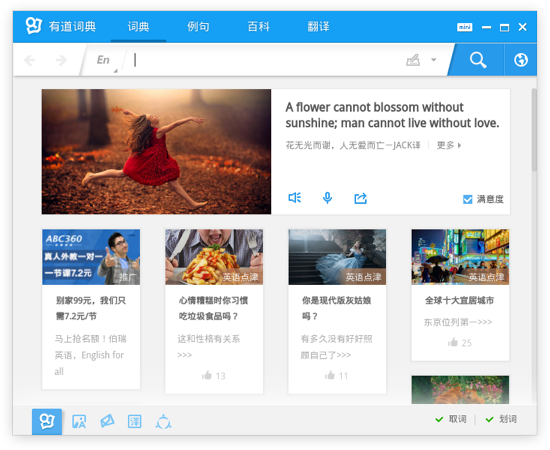 有道词典 词典 例句 百科 翻译 mini
En
A flower cannot blossom without
sunshine; man cannot live without love.
花无光而谢，人无爱而亡－JACK译 更多
满意度
ABC360
真人外教一对一
一节课7.2元
推广
别家99元，我们只
需7.2元/节
马上抢名额！伯瑞
英语，English for
all
英语点津
心情糟糕时你习惯
吃垃圾食品吗？
这和性格有关系
>>>
13
英语点津
你是现代版灰姑娘
吗？
有多久没有好好照
顾自己了>>>
11
英语点津
全球十大宜居城市
东京位列第一>>>
25
取词 划词